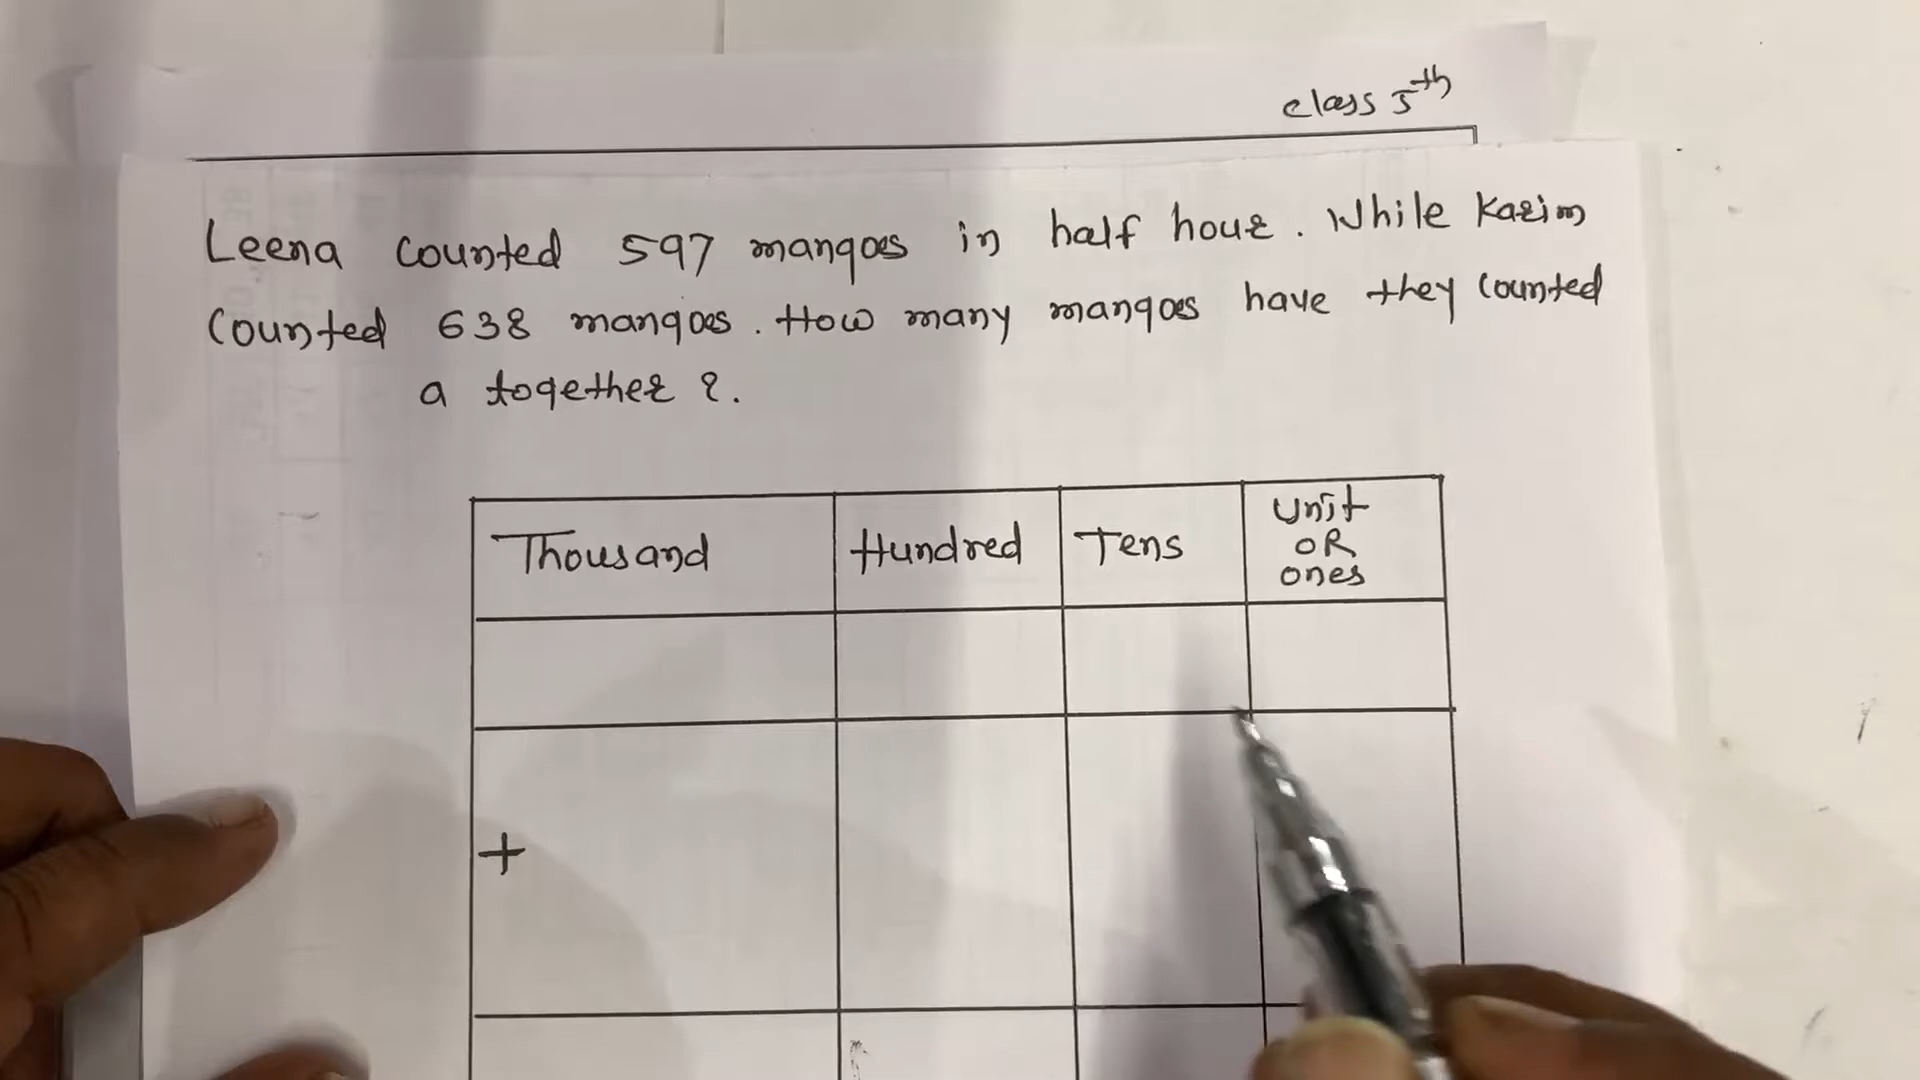 class 5th
Leena counted 597 mangoes in half hour. While Kazim
Counted 638 mangoes. How many mangoes have they counted
a together ?.
Thousand Hundred Tens Unit
OR
ones
+